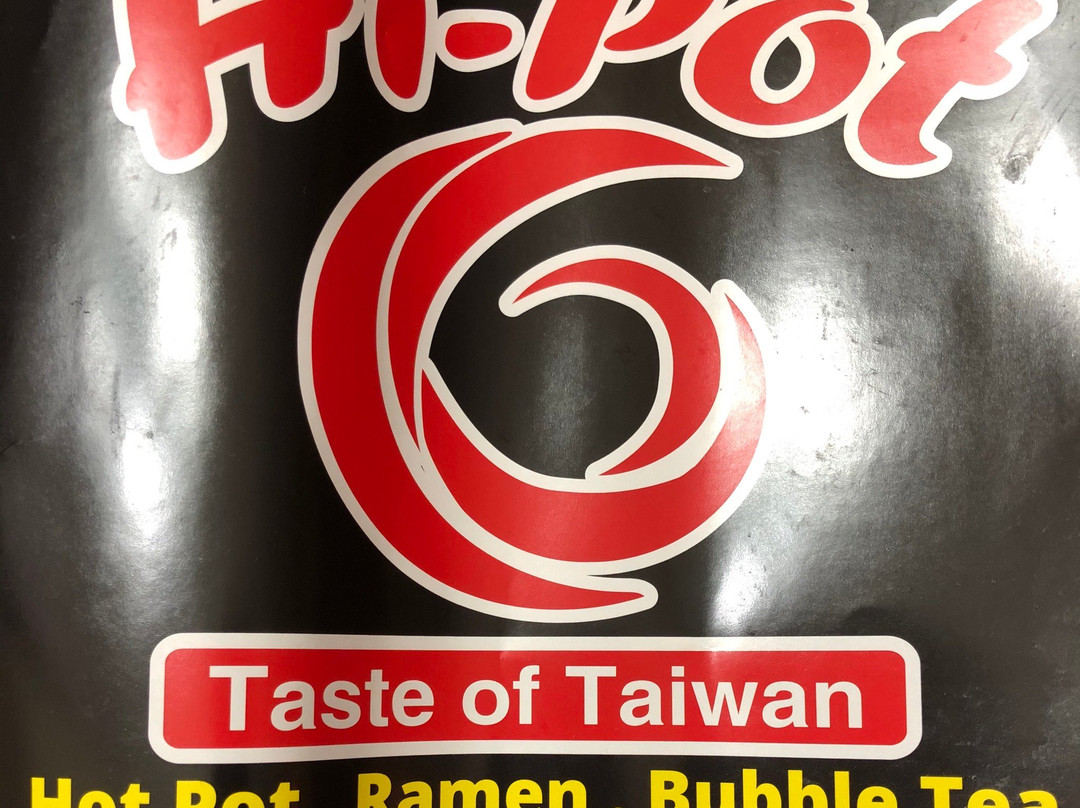 Hi-Pot
Taste of Taiwan
Hot Pot Ramen Bubble Tea